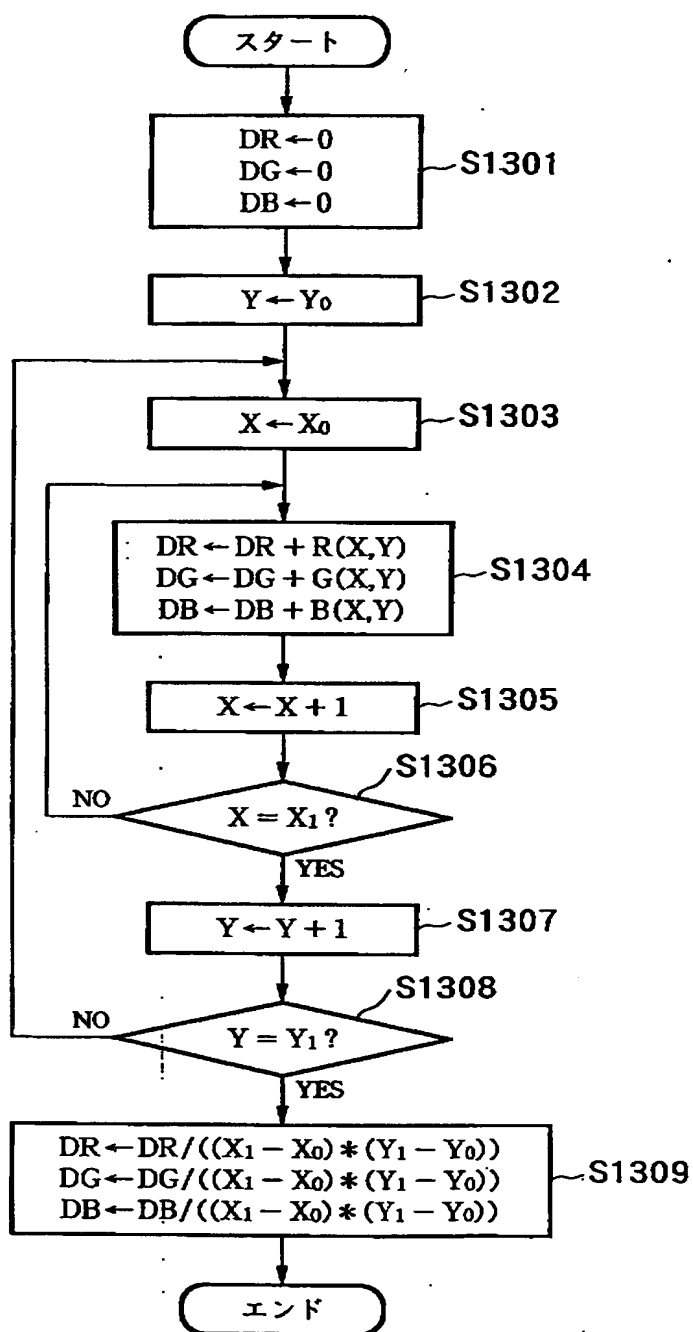 スタート
DR←0
DG←0
DB←0
S1301
Y←Y₀
S1302
X←X₀
S1303
DR←DR + R(X,Y)
DG←DG + G(X,Y)
DB←DB + B(X,Y)
S1304
X←X + 1
S1305
S1306
NO
X = X₁ ?
YES
Y←Y + 1
S1307
S1308
NO
Y = Y₁ ?
YES
DR←DR/((X₁ − X₀) * (Y₁ − Y₀))
DG←DG/((X₁ − X₀) * (Y₁ − Y₀))
DB←DB/((X₁ − X₀) * (Y₁ − Y₀))
S1309
エンド